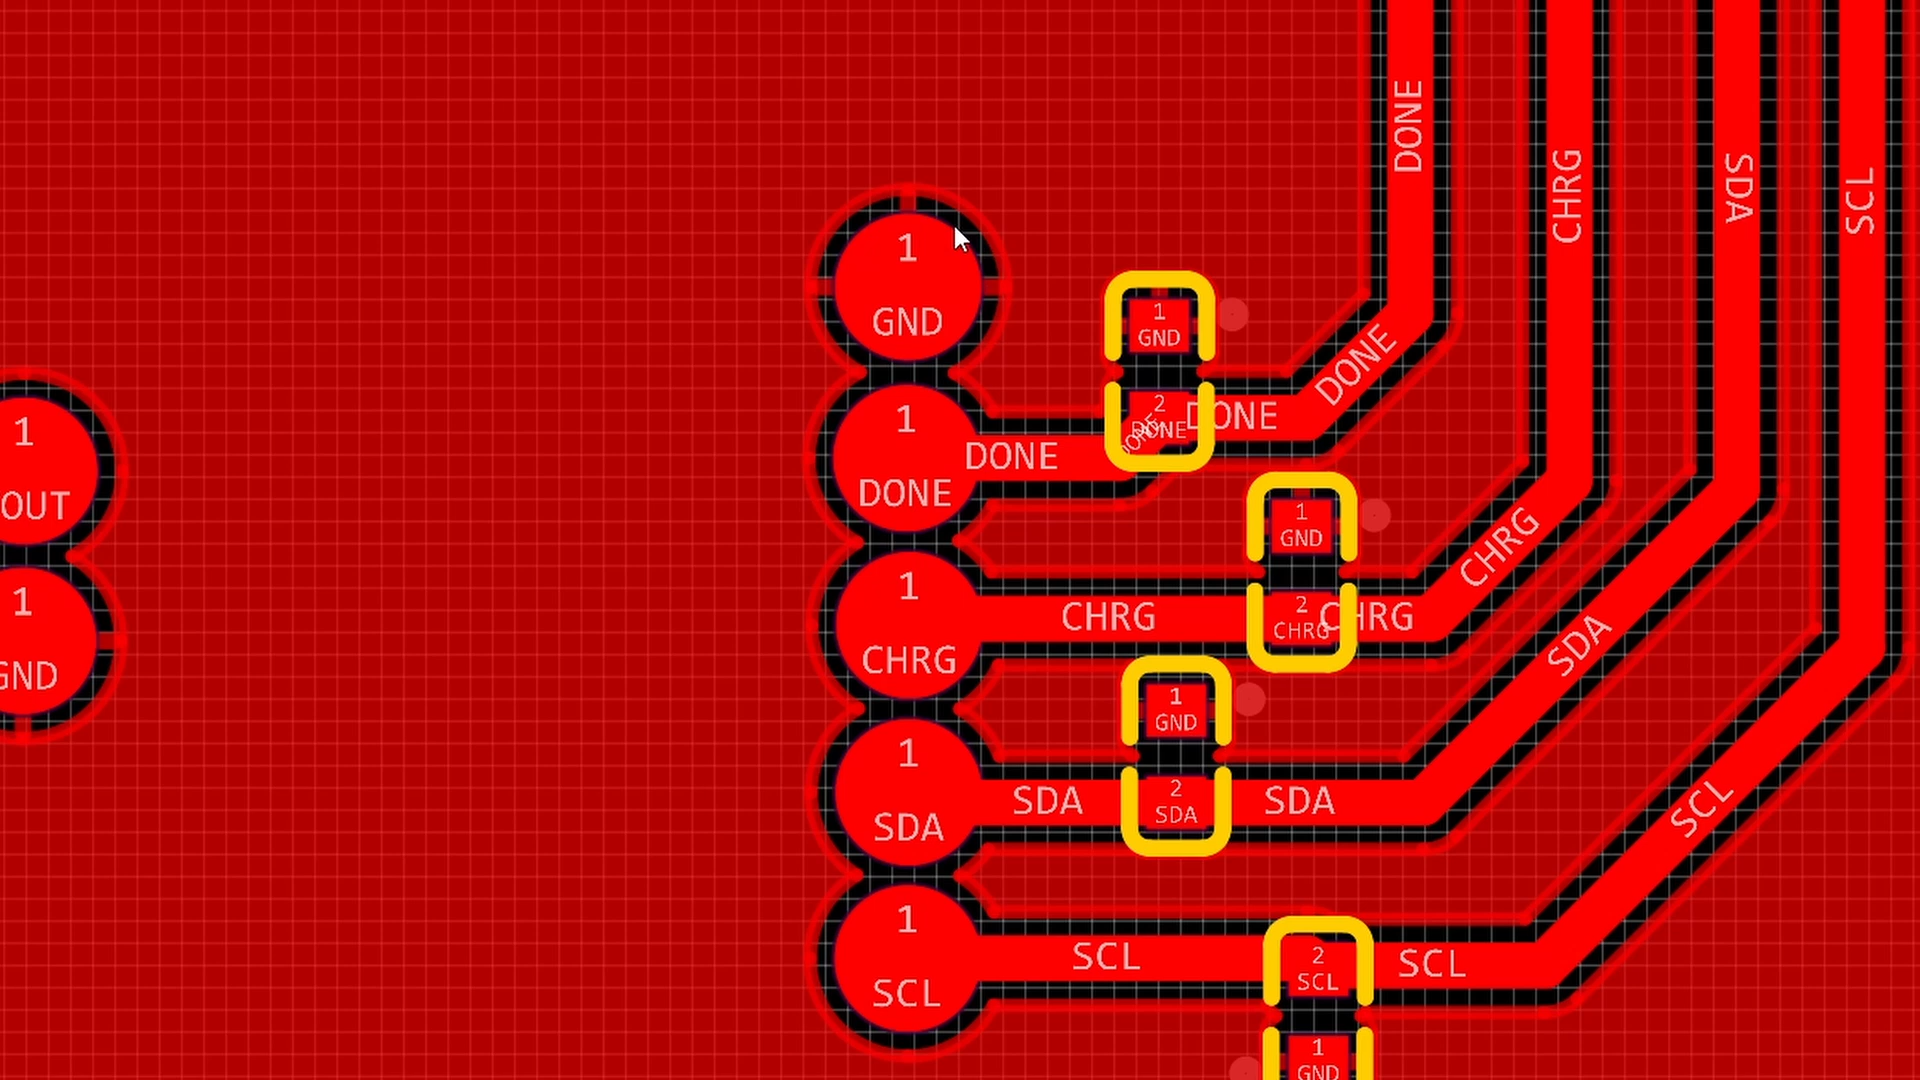 DONE
CHRG
SDA
SCL
1
GND
1
GND
DONE
1
DONE
DONE
2
DONE
DONE
DONE
1
OUT
1
GND
CHRG
1
CHRG
CHRG
2
CHRG
CHRG
1
GND
SDA
1
GND
1
SDA
SDA
2
SDA
SDA
SCL
1
SCL
SCL
2
SCL
SCL
1
GND